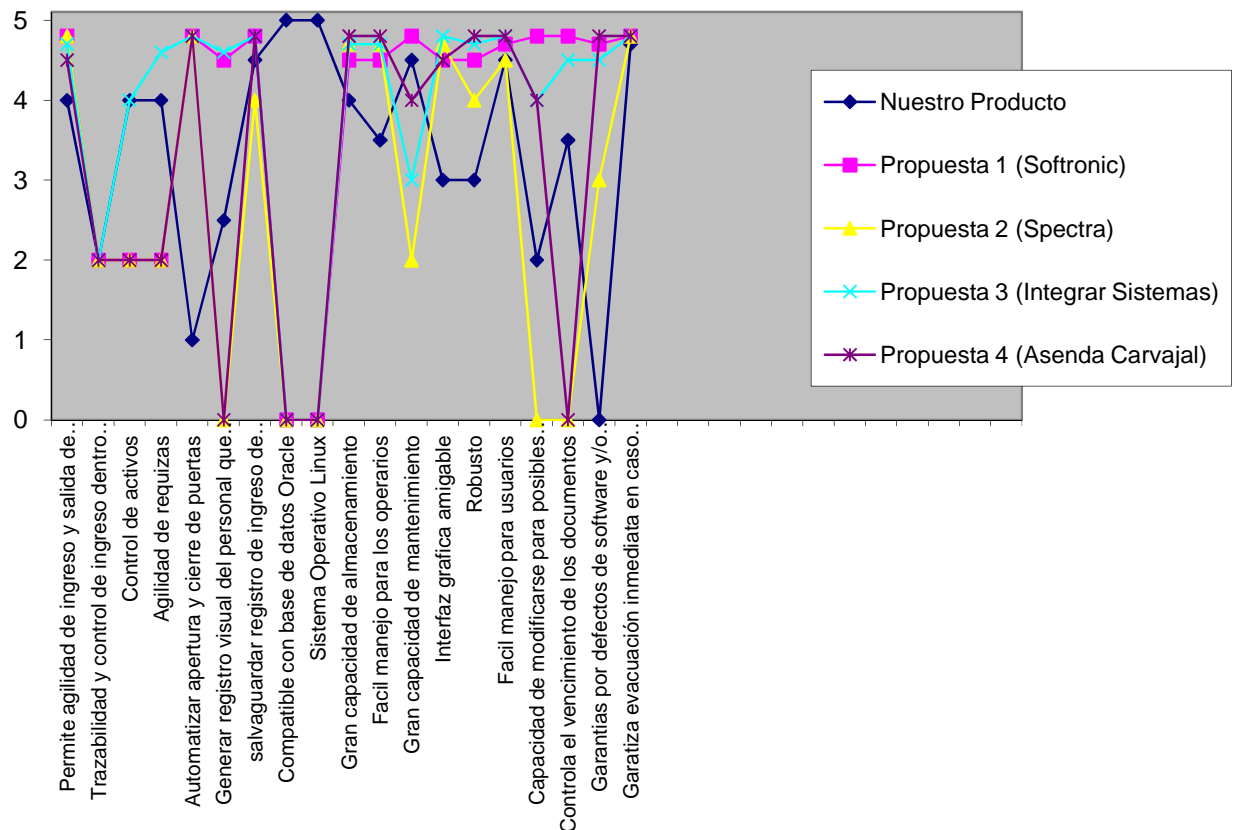 5
4
3
2
1
0
Nuestro Producto
Propuesta 1 (Softronic)
Propuesta 2 (Spectra)
Propuesta 3 (Integrar Sistemas)
Propuesta 4 (Asenda Carvajal)
Permite agilidad de ingreso y salida de...
Trazabilidad y control de ingreso dentro...
Control de activos
Agilidad de requizas
Automatizar apertura y cierre de puertas
Generar registro visual del personal que...
salvaguardar registro de ingreso de...
Compatible con base de datos Oracle
Sistema Operativo Linux
Gran capacidad de almacenamiento
Facil manejo para los operarios
Gran capacidad de mantenimiento
Interfaz grafica amigable
Robusto
Facil manejo para usuarios
Capacidad de modificarse para posibles...
Controla el vencimiento de los documentos
Garantias por defectos de software y/o...
Garatiza evacuación inmediata en caso...